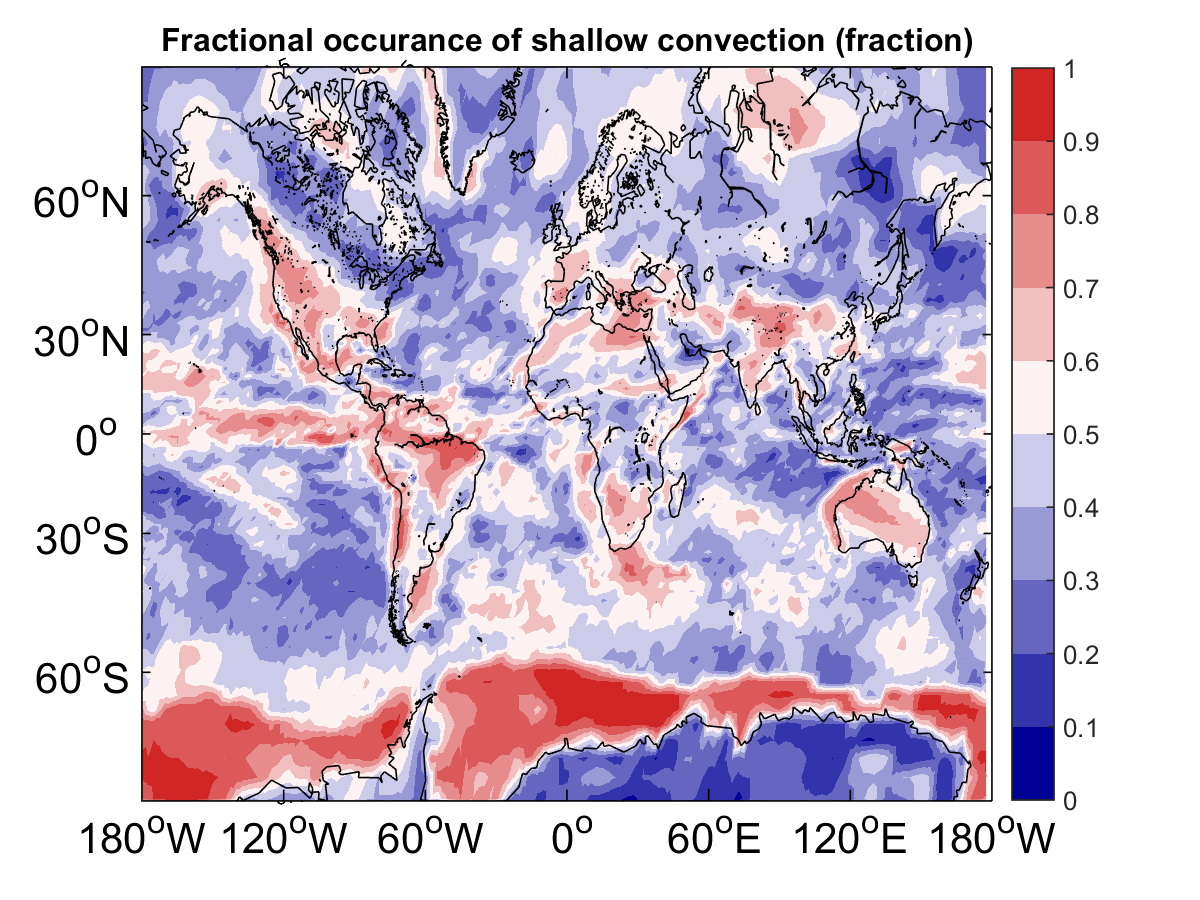 Fractional occurance of shallow convection (fraction)
1
0.9
0.8
0.7
0.6
0.5
0.4
0.3
0.2
0.1
0
60°N
30°N
0°
30°S
60°S
180°W 120°W 60°W 0° 60°E 120°E 180°W